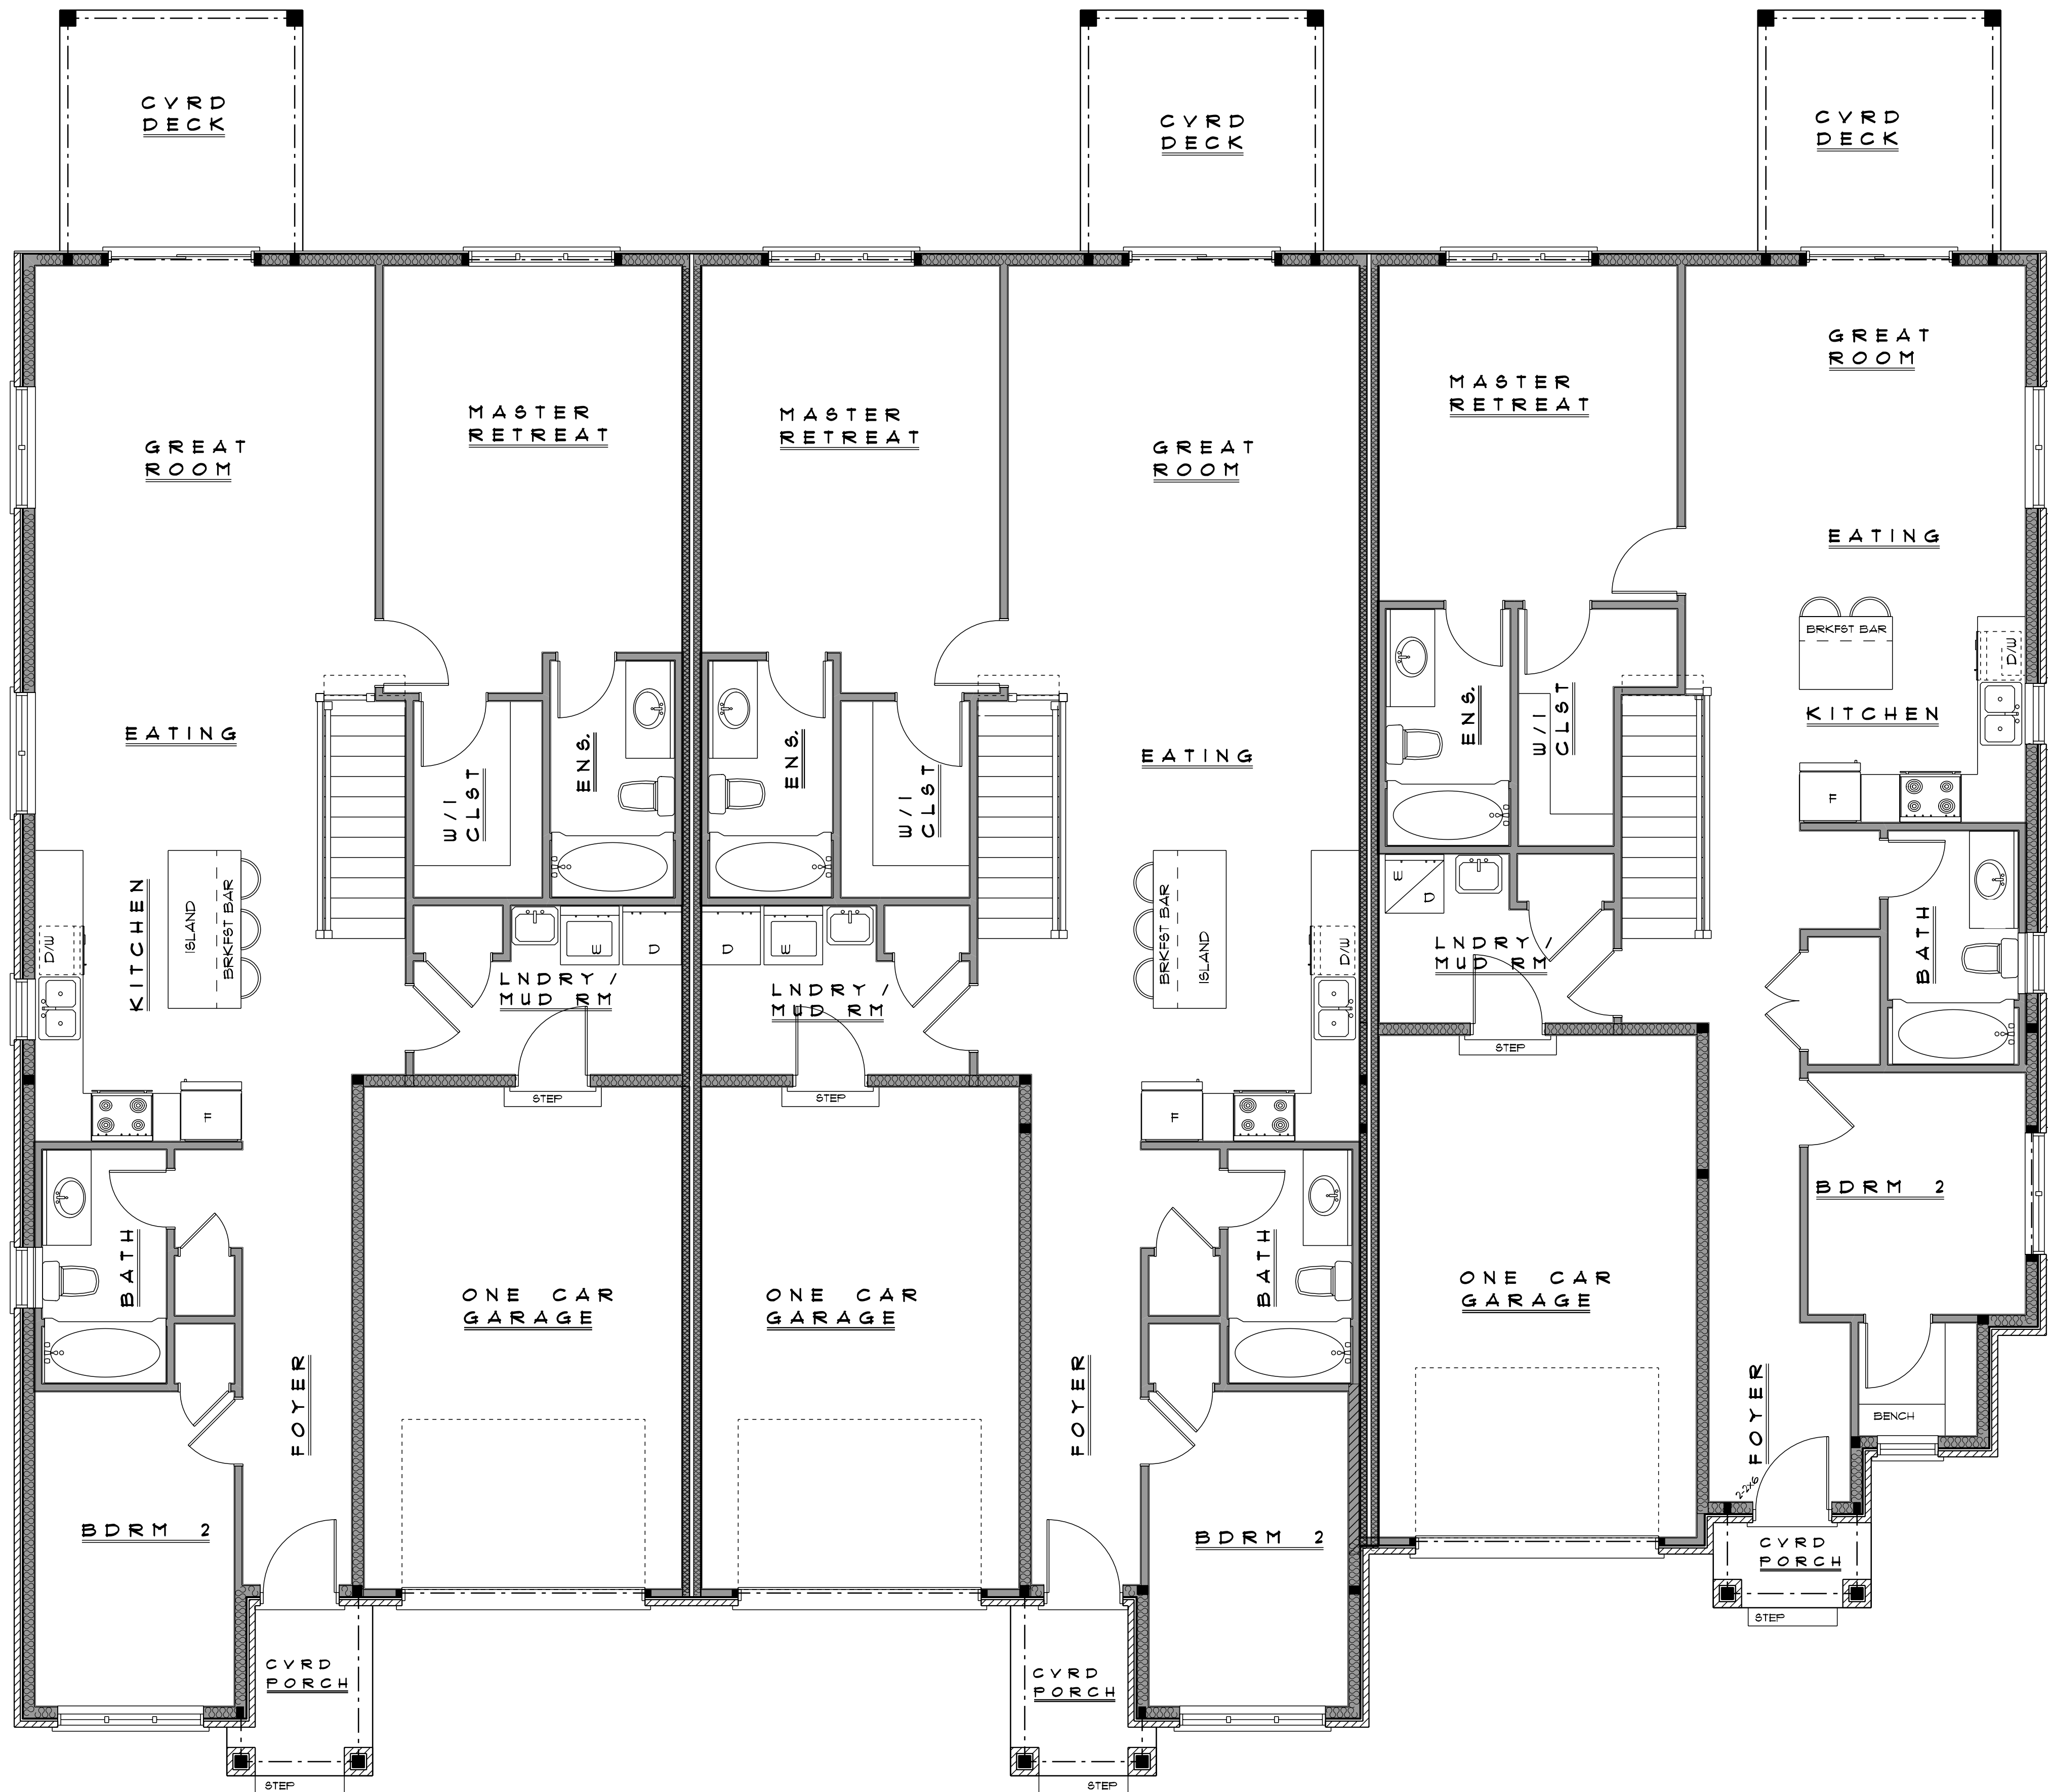 CVRD
DECK
CVRD
DECK
CVRD
DECK
GREAT
ROOM
MASTER
RETREAT
MASTER
RETREAT
GREAT
ROOM
MASTER
RETREAT
GREAT
ROOM
EATING
BRKFST BAR
D/W
KITCHEN
F
EATING
W/I
CLST
ENS.
ENS.
W/I
CLST
EATING
ENS.
W/I
CLST
KITCHEN
D/W
ISLAND
BRKFST BAR
F
LNDRY /
MUD RM
W
D
D
W
LNDRY /
MUD RM
BRKFST BAR
ISLAND
D/W
F
W
D
LNDRY /
MUD RM
BATH
STEP
STEP
STEP
BDRM 2
BATH
ONE CAR
GARAGE
ONE CAR
GARAGE
BATH
ONE CAR
GARAGE
FOYER
FOYER
FOYER
BENCH
2-2x6
BDRM 2
BDRM 2
CVRD
PORCH
STEP
CVRD
PORCH
STEP
CVRD
PORCH
STEP